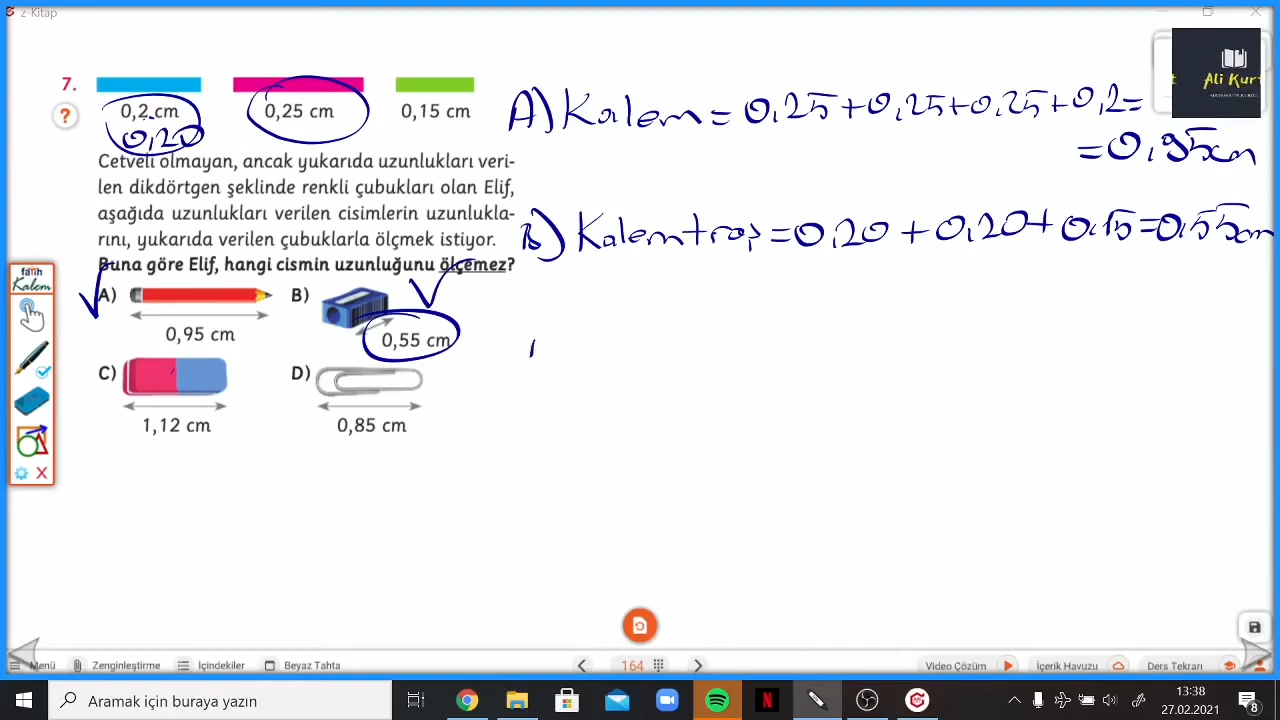 z-Kitap
Ali Kurt
7.
0,2 cm
0,25 cm
0,15 cm
0,20
Cetveli olmayan, ancak yukarıda uzunlukları veri-
len dikdörtgen şeklinde renkli çubukları olan Elif,
aşağıda uzunlukları verilen cisimlerin uzunlukla-
rını, yukarıda verilen çubuklarla ölçmek istiyor.
Buna göre Elif, hangi cismin uzunluğunu ölçemez?
A)
0,95 cm
B)
0,55 cm
C)
1,12 cm
D)
0,85 cm
A) Kalem = 0,25+0,25+0,25+0,2=
=0,95cm
B) Kalemtraş=0,20 + 0,20+ 0,15=0,55cm
fatih
Kalem
Menü
Zenginleştirme
İçindekiler
Beyaz Tahta
164
Video Çözüm
İçerik Havuzu
Ders Tekrarı
Aramak için buraya yazın
13:38
27.02.2021
8